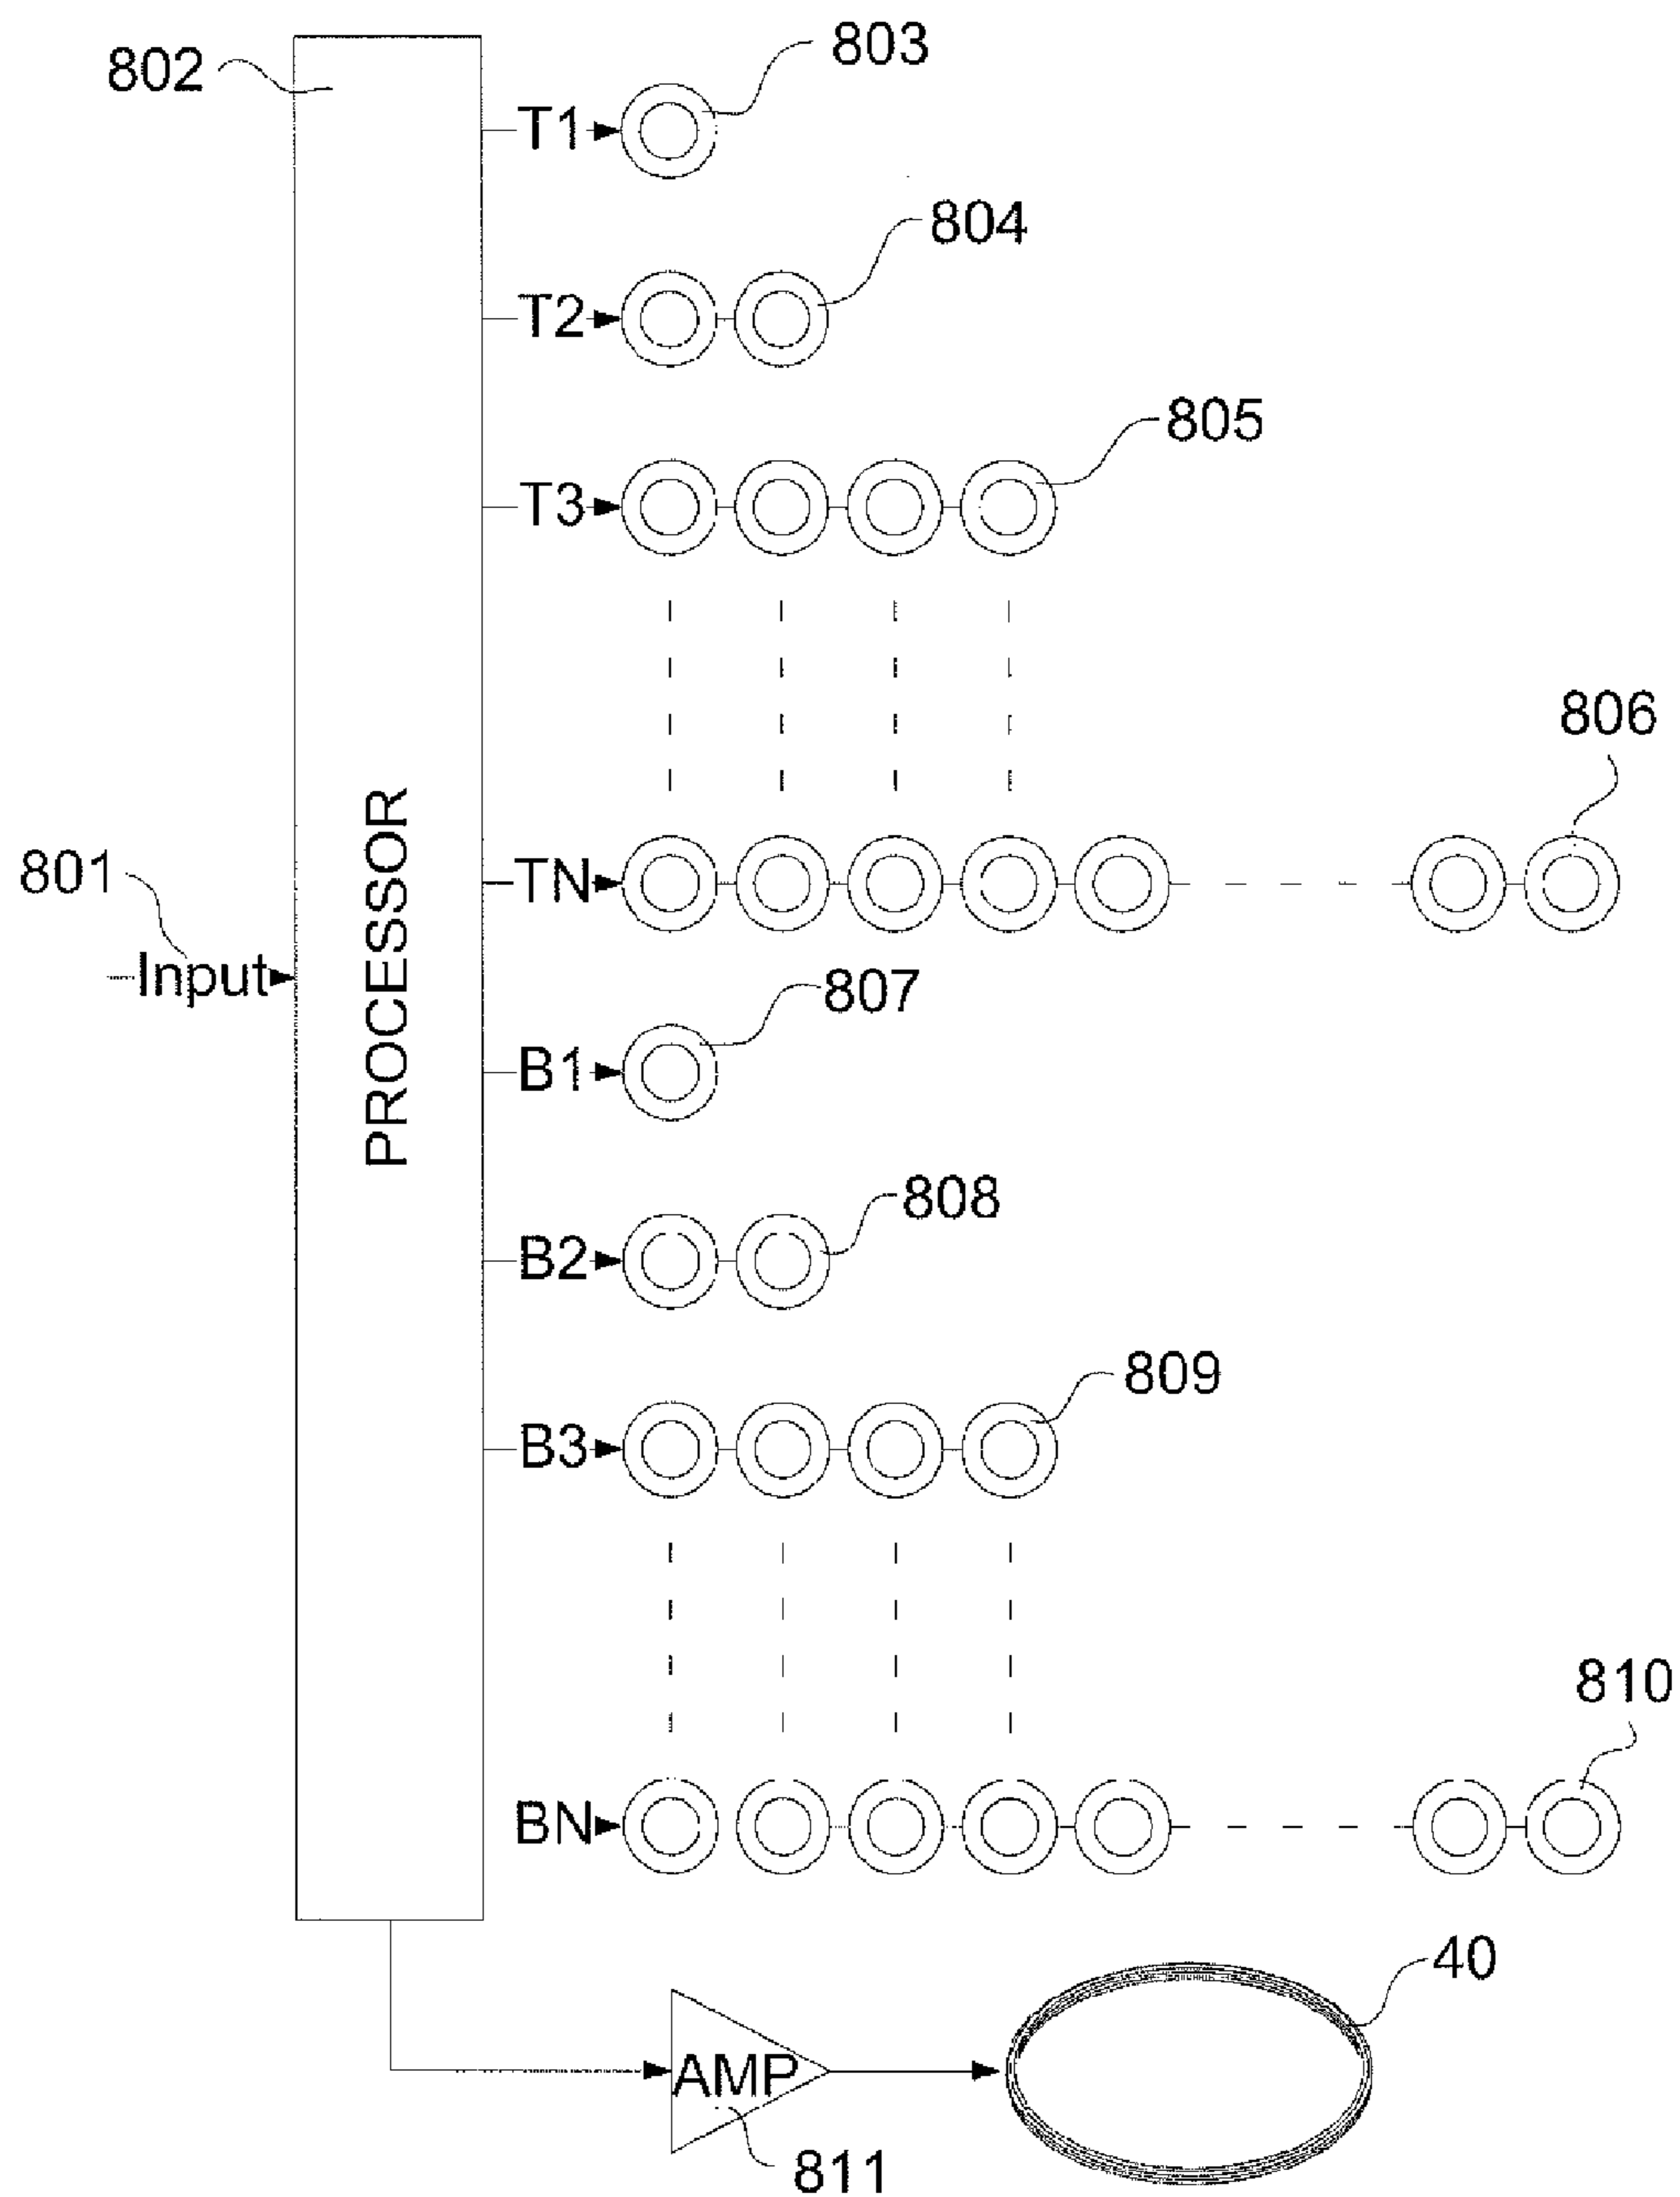 802
803
T1
804
T2
805
T3
806
801
TN
Input
PROCESSOR
807
B1
808
B2
809
B3
810
BN
40
AMP
811